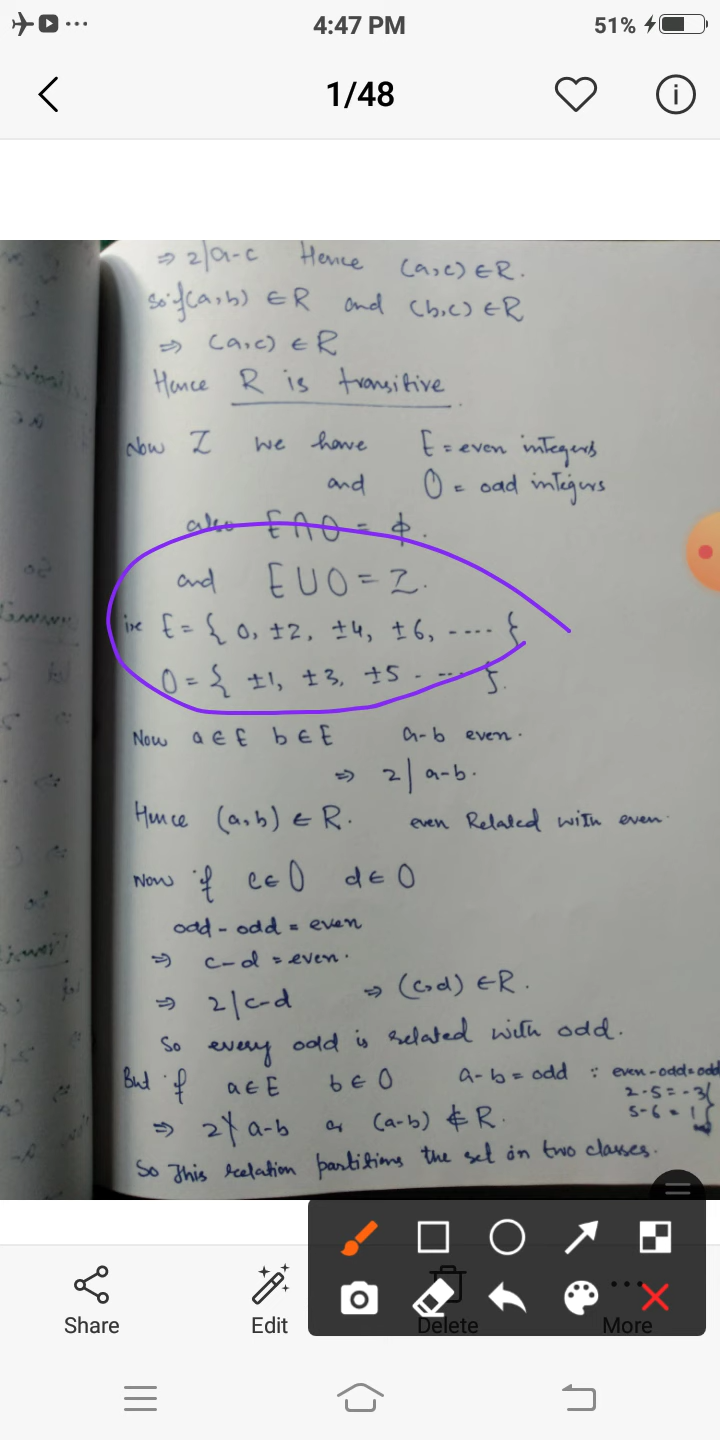 4:47 PM
51%
1/48
⇒ 2|a-c Hence (a,c) ∈ R.
So if (a,b) ∈ R and (b,c) ∈ R
⇒ (a,c) ∈ R
Hence R is transitive
Now Z we have E = even integers
and O = odd integers
also E ∩ O = ϕ.
and E U O = Z.
ie E = { 0, ±2, ±4, ±6, ---- }
O = { ±1, ±3, ±5 - --- }.
Now a ∈ E b ∈ E a-b even.
⇒ 2| a-b.
Hence (a,b) ∈ R. even Related with even.
Now if c ∈ O d ∈ O
odd - odd = even
⇒ c-d = even.
⇒ 2|c-d ⇒ (c,d) ∈ R.
So every odd is related with odd.
But if a ∈ E b ∈ O a-b = odd ∵ even-odd=odd
2-5 = -3
5-6 = 1
⇒ 2∤ a-b or (a-b) ∉ R.
So This relation partitions the set in two classes.
Share
Edit
Delete
More